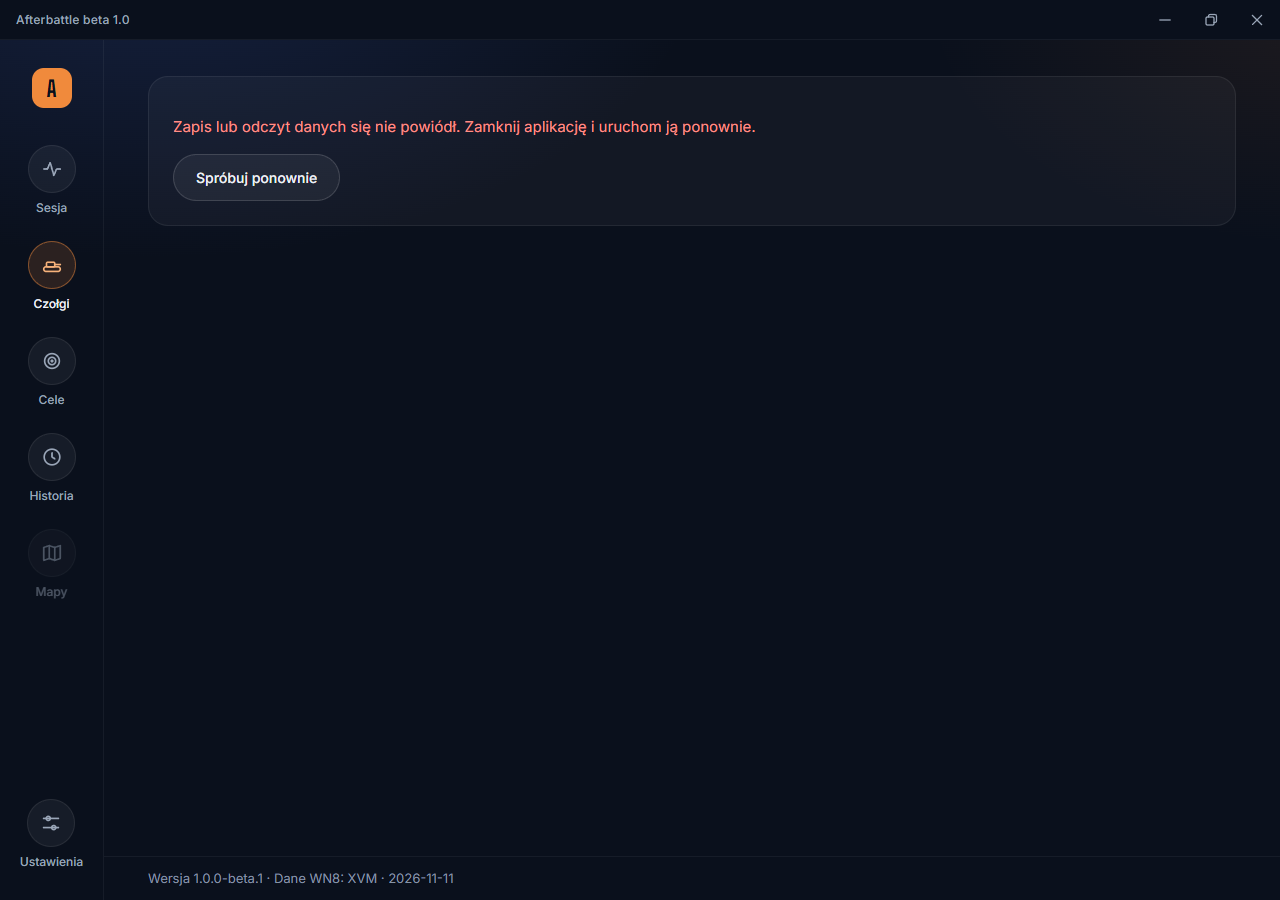 Afterbattle beta 1.0
A
Zapis lub odczyt danych się nie powiódł. Zamknij aplikację i uruchom ją ponownie.
Spróbuj ponownie
Sesja
Czołgi
Cele
Historia
Mapy
Ustawienia
Wersja 1.0.0-beta.1 · Dane WN8: XVM · 2026-11-11